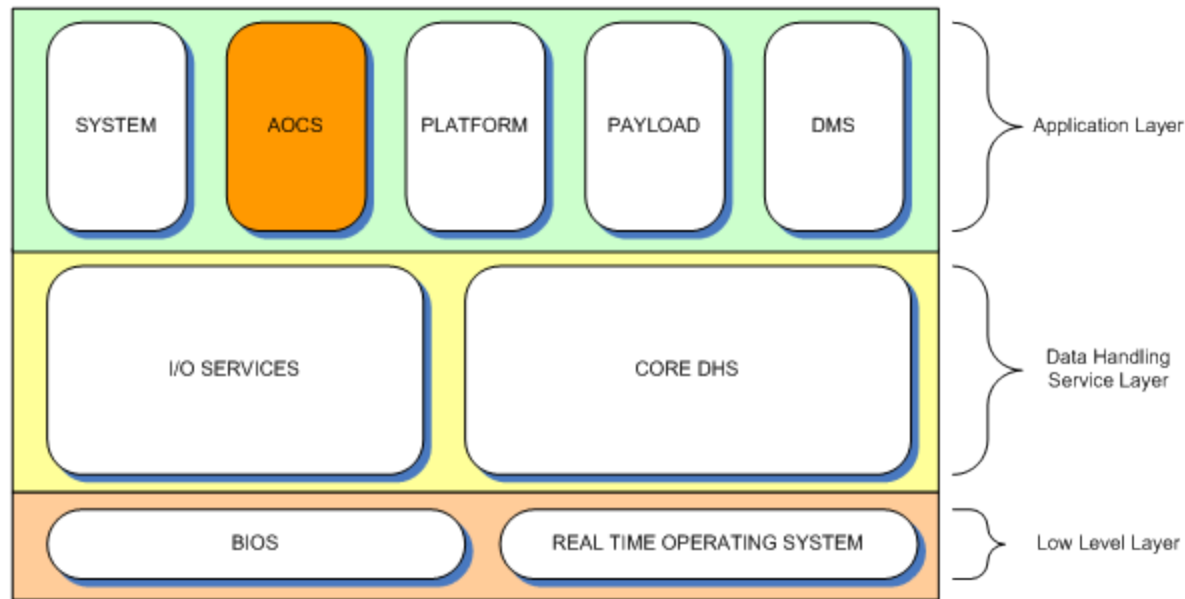 SYSTEM
AOCS
PLATFORM
PAYLOAD
DMS
Application Layer
I/O SERVICES
CORE DHS
Data Handling
Service Layer
BIOS
REAL TIME OPERATING SYSTEM
Low Level Layer